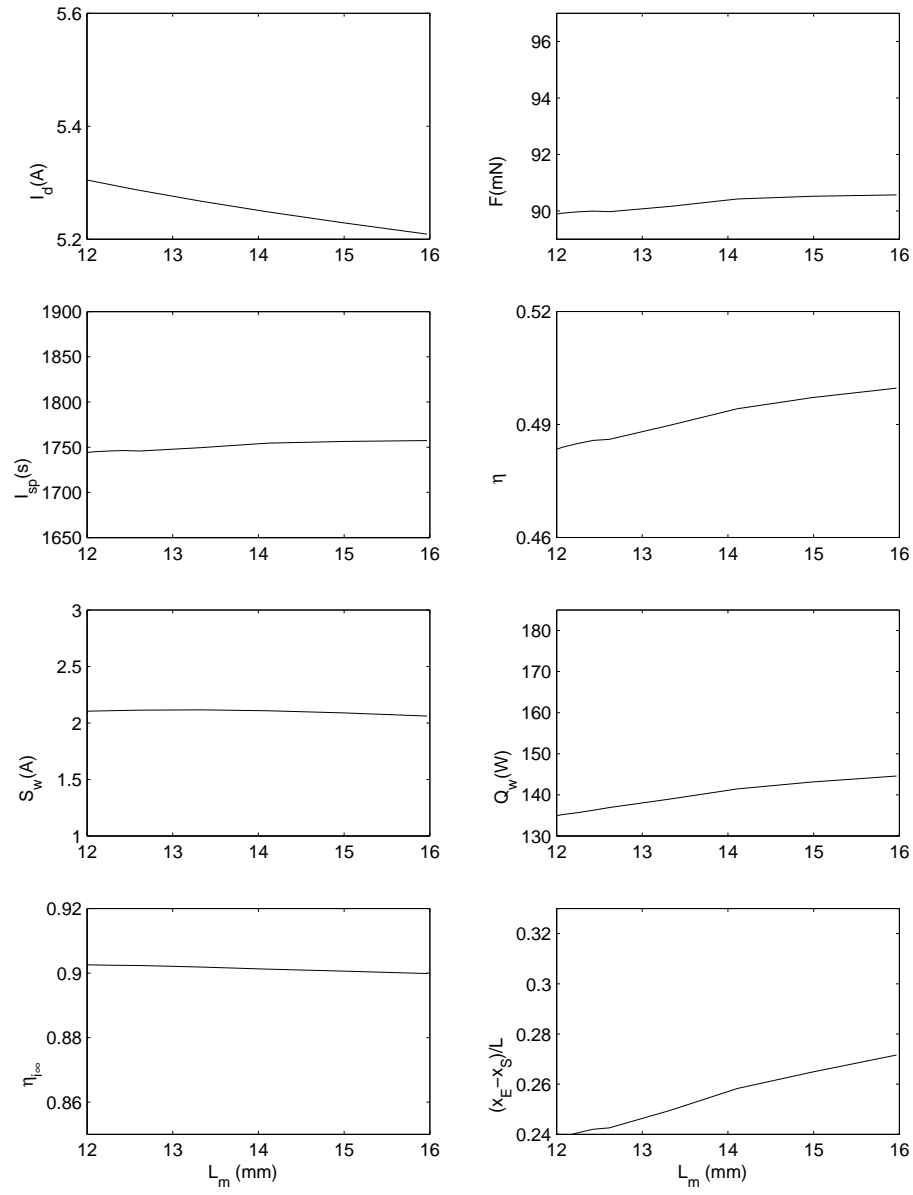 5.6
5.4
5.2
I_d(A)
12 13 14 15 16
96
94
92
90
F(mN)
12 13 14 15 16
1900
1850
1800
1750
1700
1650
I_sp(s)
12 13 14 15 16
0.52
0.49
0.46
η
12 13 14 15 16
3
2.5
2
1.5
1
S_w(A)
12 13 14 15 16
180
170
160
150
140
130
Q_w(W)
12 13 14 15 16
0.92
0.9
0.88
0.86
η_i∞
12 13 14 15 16
L_m (mm)
0.32
0.3
0.28
0.26
0.24
(x_E−x_S)/L
12 13 14 15 16
L_m (mm)